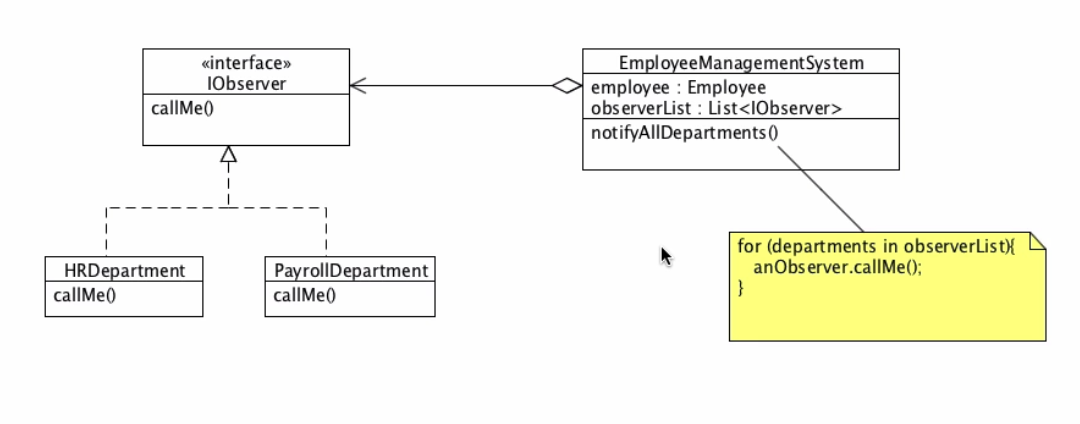 «interface»
IObserver
callMe()
EmployeeManagementSystem
employee : Employee
observerList : List<IObserver>
notifyAllDepartments()
for (departments in observerList){
anObserver.callMe();
}
HRDepartment
callMe()
PayrollDepartment
callMe()